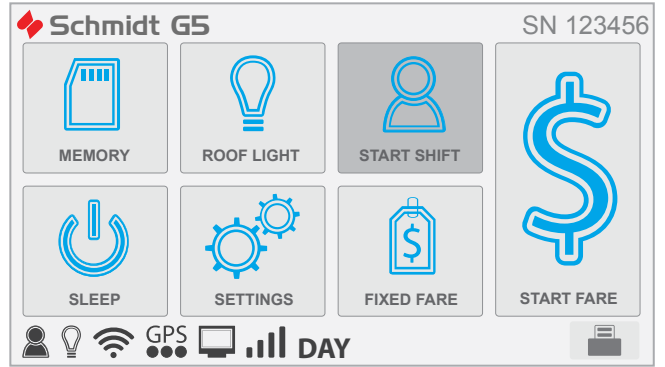 Schmidt G5 SN 123456
MEMORY ROOF LIGHT START SHIFT
SLEEP SETTINGS FIXED FARE START FARE
GPS DAY